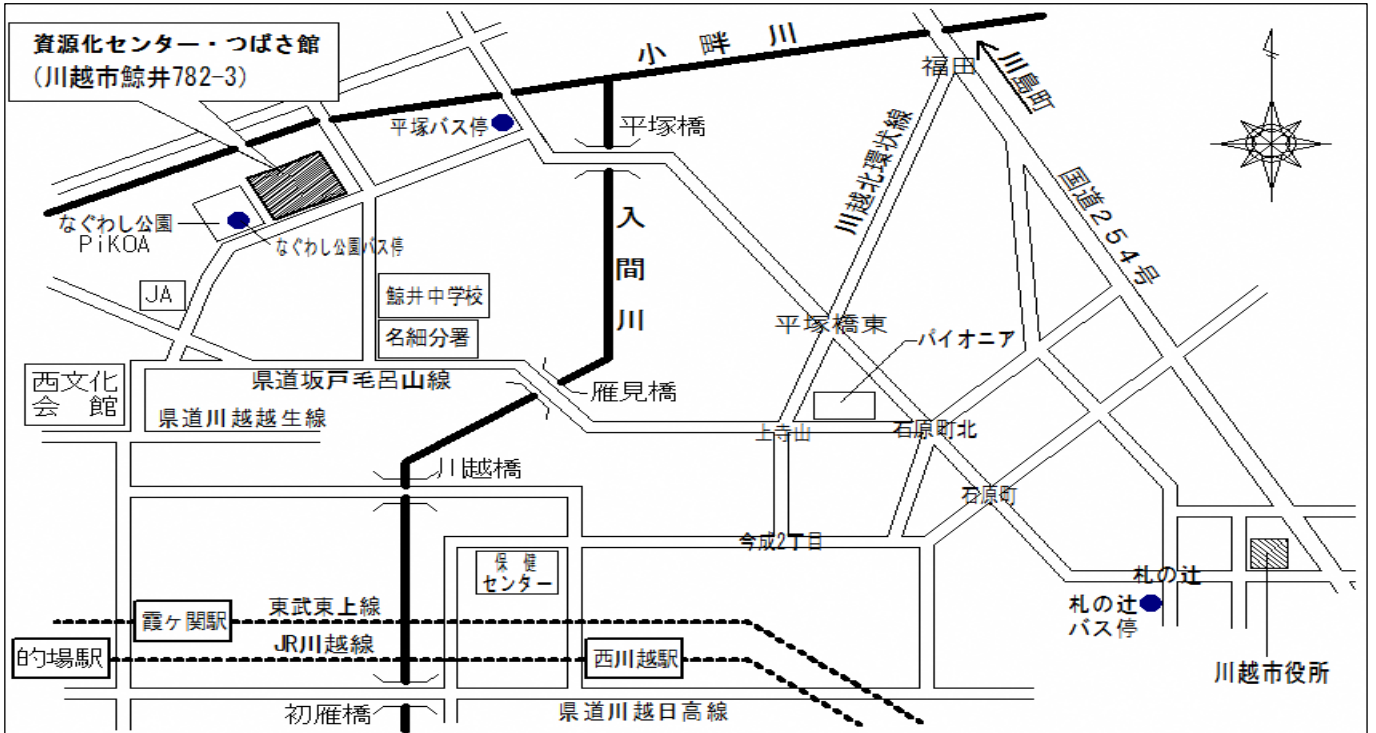 資源化センター・つばさ館
(川越市鯨井782-3)
小畔川
福田
川島町
平塚バス停
平塚橋
川越北環状線
国道254号
なぐわし公園
PiKOA
なぐわし公園バス停
入間川
JA
鯨井中学校
名細分署
平塚橋東
パイオニア
西文化
会館
県道坂戸毛呂山線
雁見橋
県道川越越生線
上寺山
石原町北
川越橋
石原町
今成2丁目
保健
センター
札の辻
札の辻
バス停
霞ヶ関駅
東武東上線
的場駅
JR川越線
西川越駅
川越市役所
初雁橋
県道川越日高線